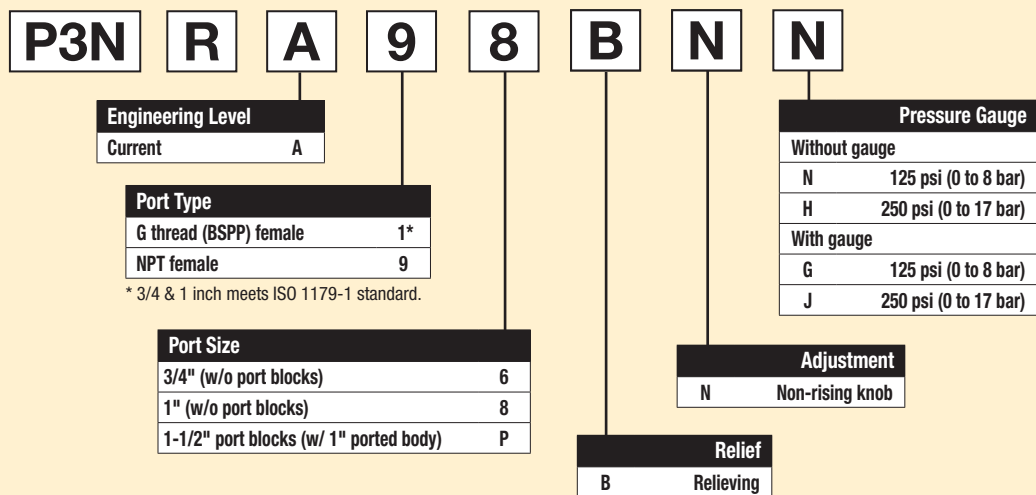 P3N R A 9 8 B N N
Engineering Level
Current A
Port Type
G thread (BSPP) female 1*
NPT female 9
* 3/4 & 1 inch meets ISO 1179-1 standard.
Port Size
3/4" (w/o port blocks) 6
1" (w/o port blocks) 8
1-1/2" port blocks (w/ 1" ported body) P
Relief
B Relieving
Adjustment
N Non-rising knob
Pressure Gauge
Without gauge
N 125 psi (0 to 8 bar)
H 250 psi (0 to 17 bar)
With gauge
G 125 psi (0 to 8 bar)
J 250 psi (0 to 17 bar)